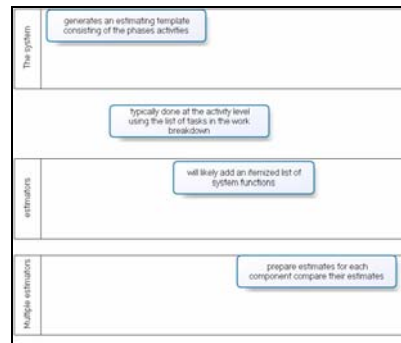 The system
generates an estimating template
consisting of the phases activities
typically done at the activity level
using the list of tasks in the work
breakdown
estimators
will likely add an itemized list of
system functions
Multiple estimators
prepare estimates for each
component compare their estimates